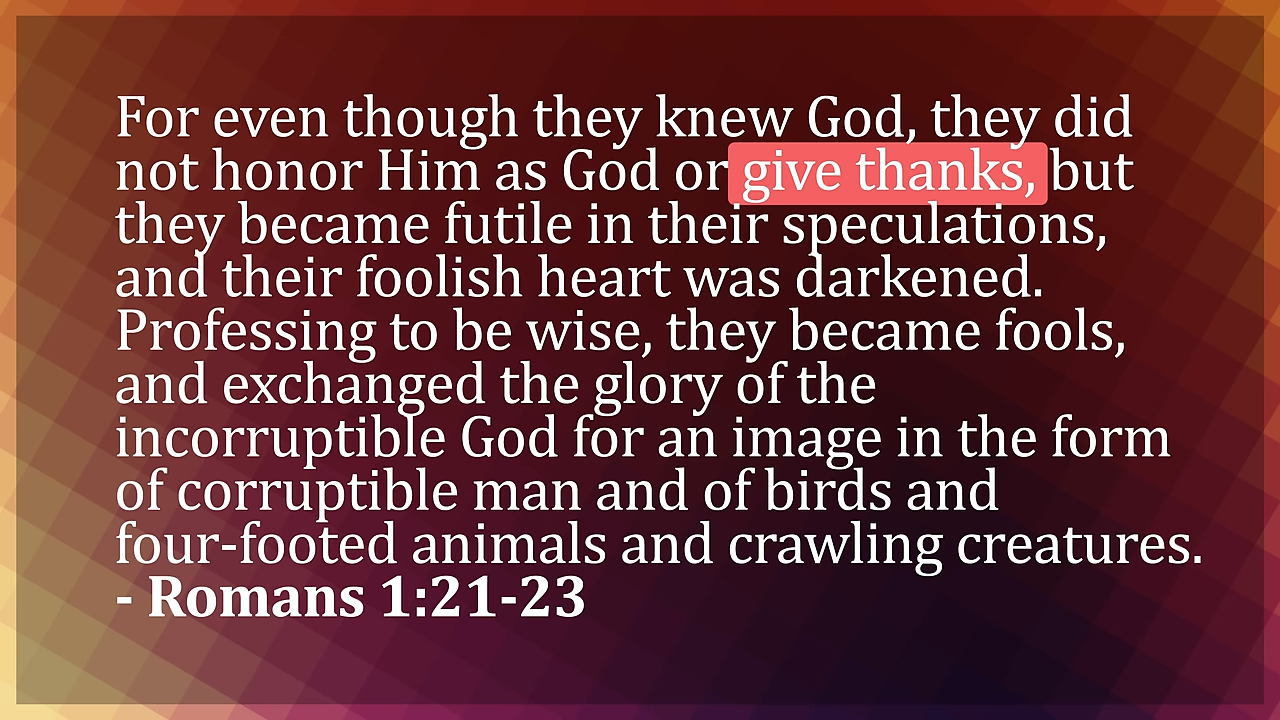 For even though they knew God, they did
not honor Him as God or give thanks, but
they became futile in their speculations,
and their foolish heart was darkened.
Professing to be wise, they became fools,
and exchanged the glory of the
incorruptible God for an image in the form
of corruptible man and of birds and
four-footed animals and crawling creatures.
- Romans 1:21-23